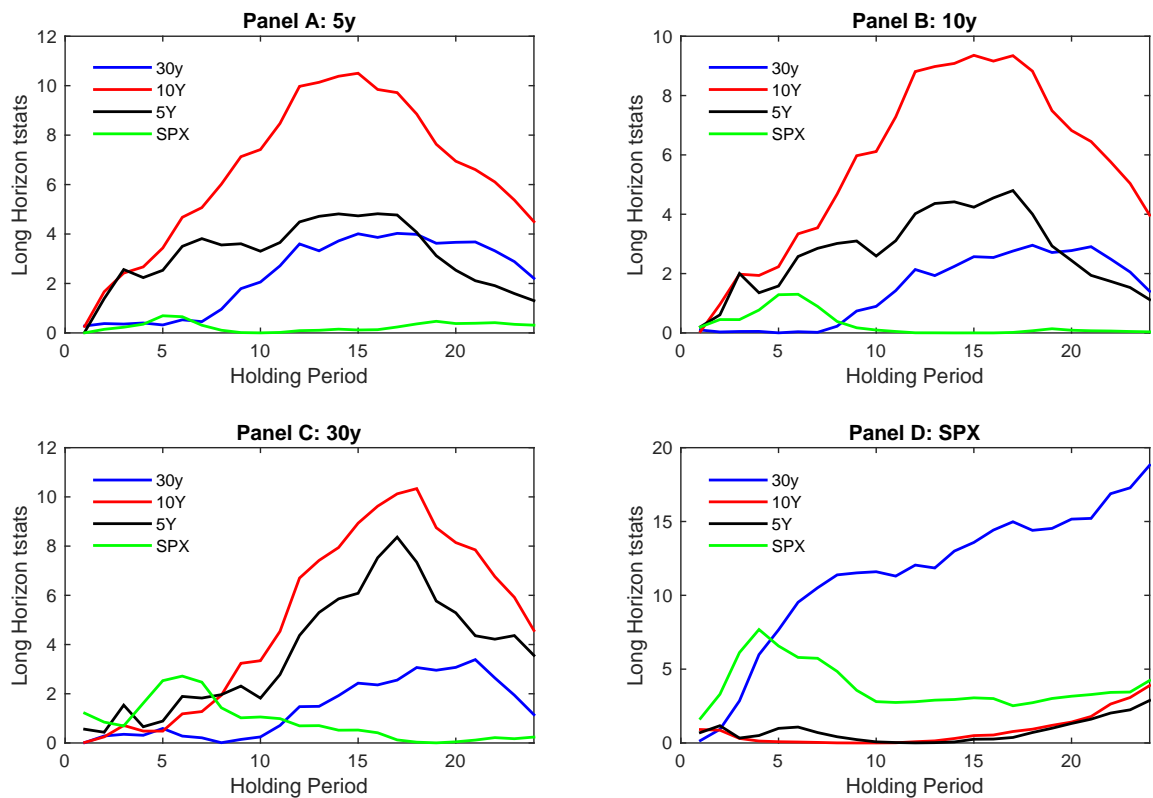 Panel A: 5y
12
10
8
6
4
2
0
Long Horizon tstats
30y
10Y
5Y
SPX
0 5 10 15 20
Holding Period
Panel B: 10y
10
8
6
4
2
0
Long Horizon tstats
30y
10Y
5Y
SPX
0 5 10 15 20
Holding Period
Panel C: 30y
12
10
8
6
4
2
0
Long Horizon tstats
30y
10Y
5Y
SPX
0 5 10 15 20
Holding Period
Panel D: SPX
20
15
10
5
0
Long Horizon tstats
30y
10Y
5Y
SPX
0 5 10 15 20
Holding Period